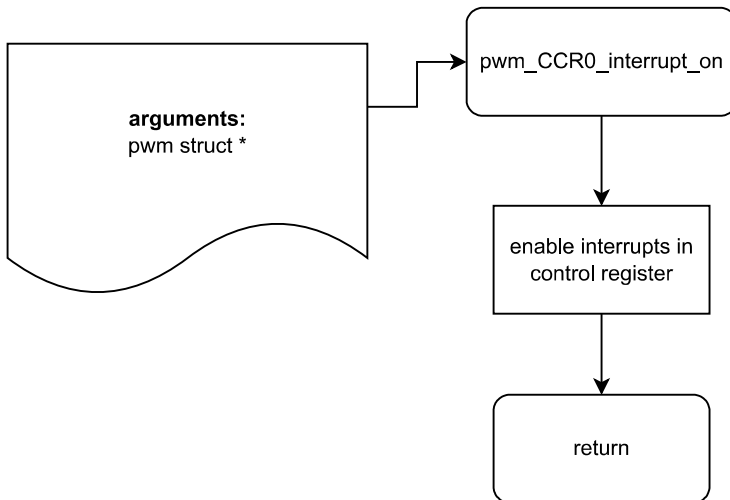 pwm_CCR0_interrupt_on
arguments:
pwm struct *
enable interrupts in
control register
return